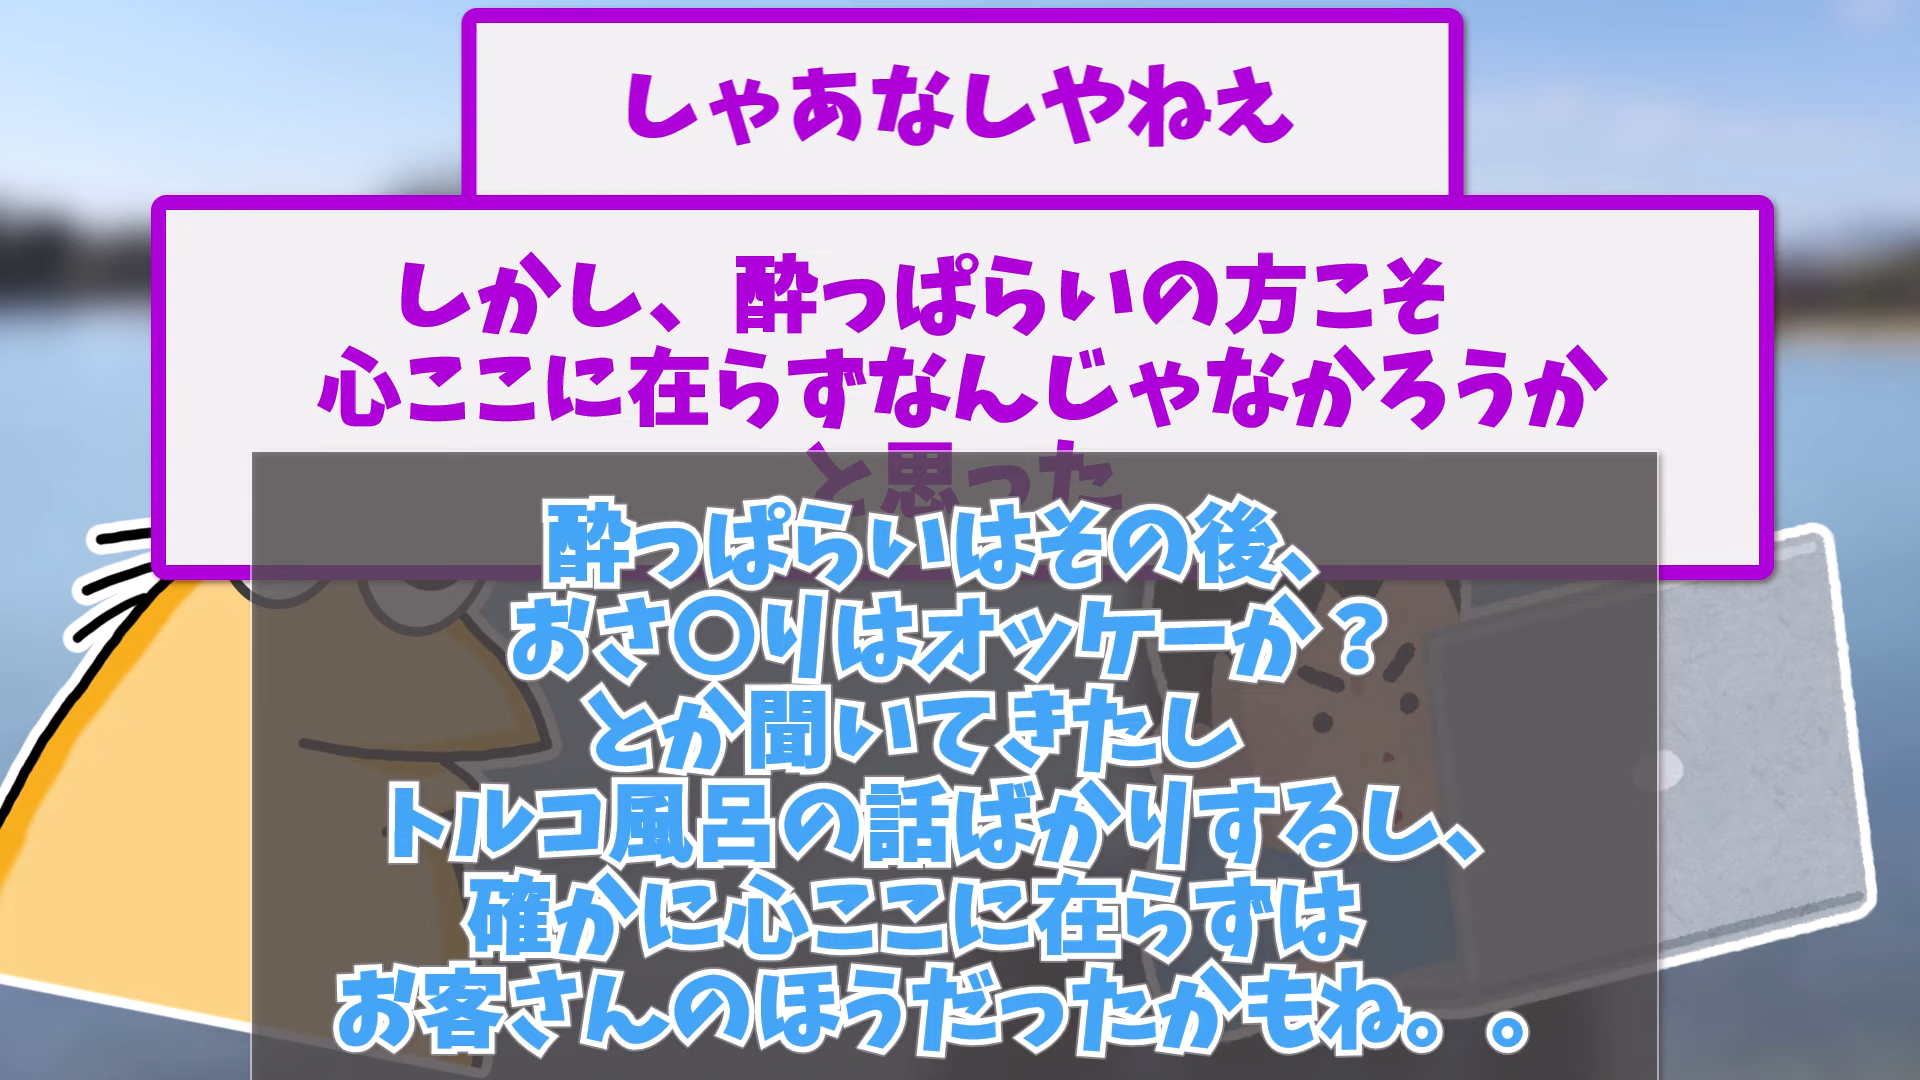 しゃあなしやねえ
しかし、酔っぱらいの方こそ
心ここに在らずなんじゃなかろうか
と思った
酔っぱらいはその後、
おさ〇りはオッケーか？
とか聞いてきたし
トルコ風呂の話ばかりするし、
確かに心ここに在らずは
お客さんのほうだったかもね。。